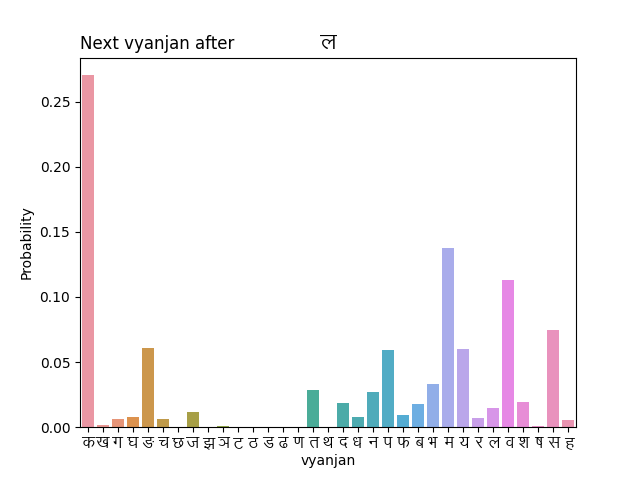 Next vyanjan after ल
Probability
0.25
0.20
0.15
0.10
0.05
0.00
क ख ग घ ङ च छ ज झ ञ ट ठ ड ढ ण त थ द ध न प फ ब भ म य र ल व श ष स ह
vyanjan